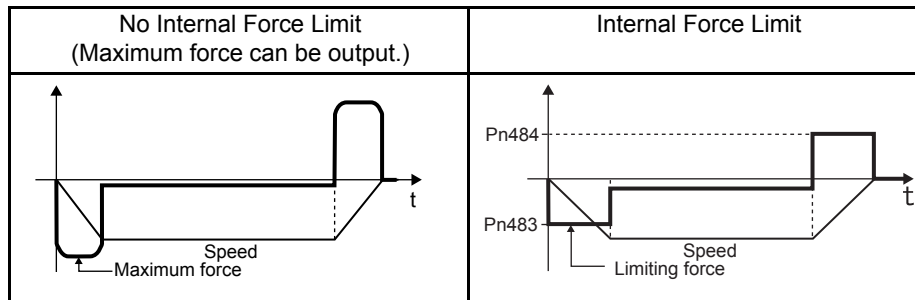 No Internal Force Limit
(Maximum force can be output.)
Internal Force Limit
t
Speed
Maximum force
Pn484
Pn483
t
Speed
Limiting force